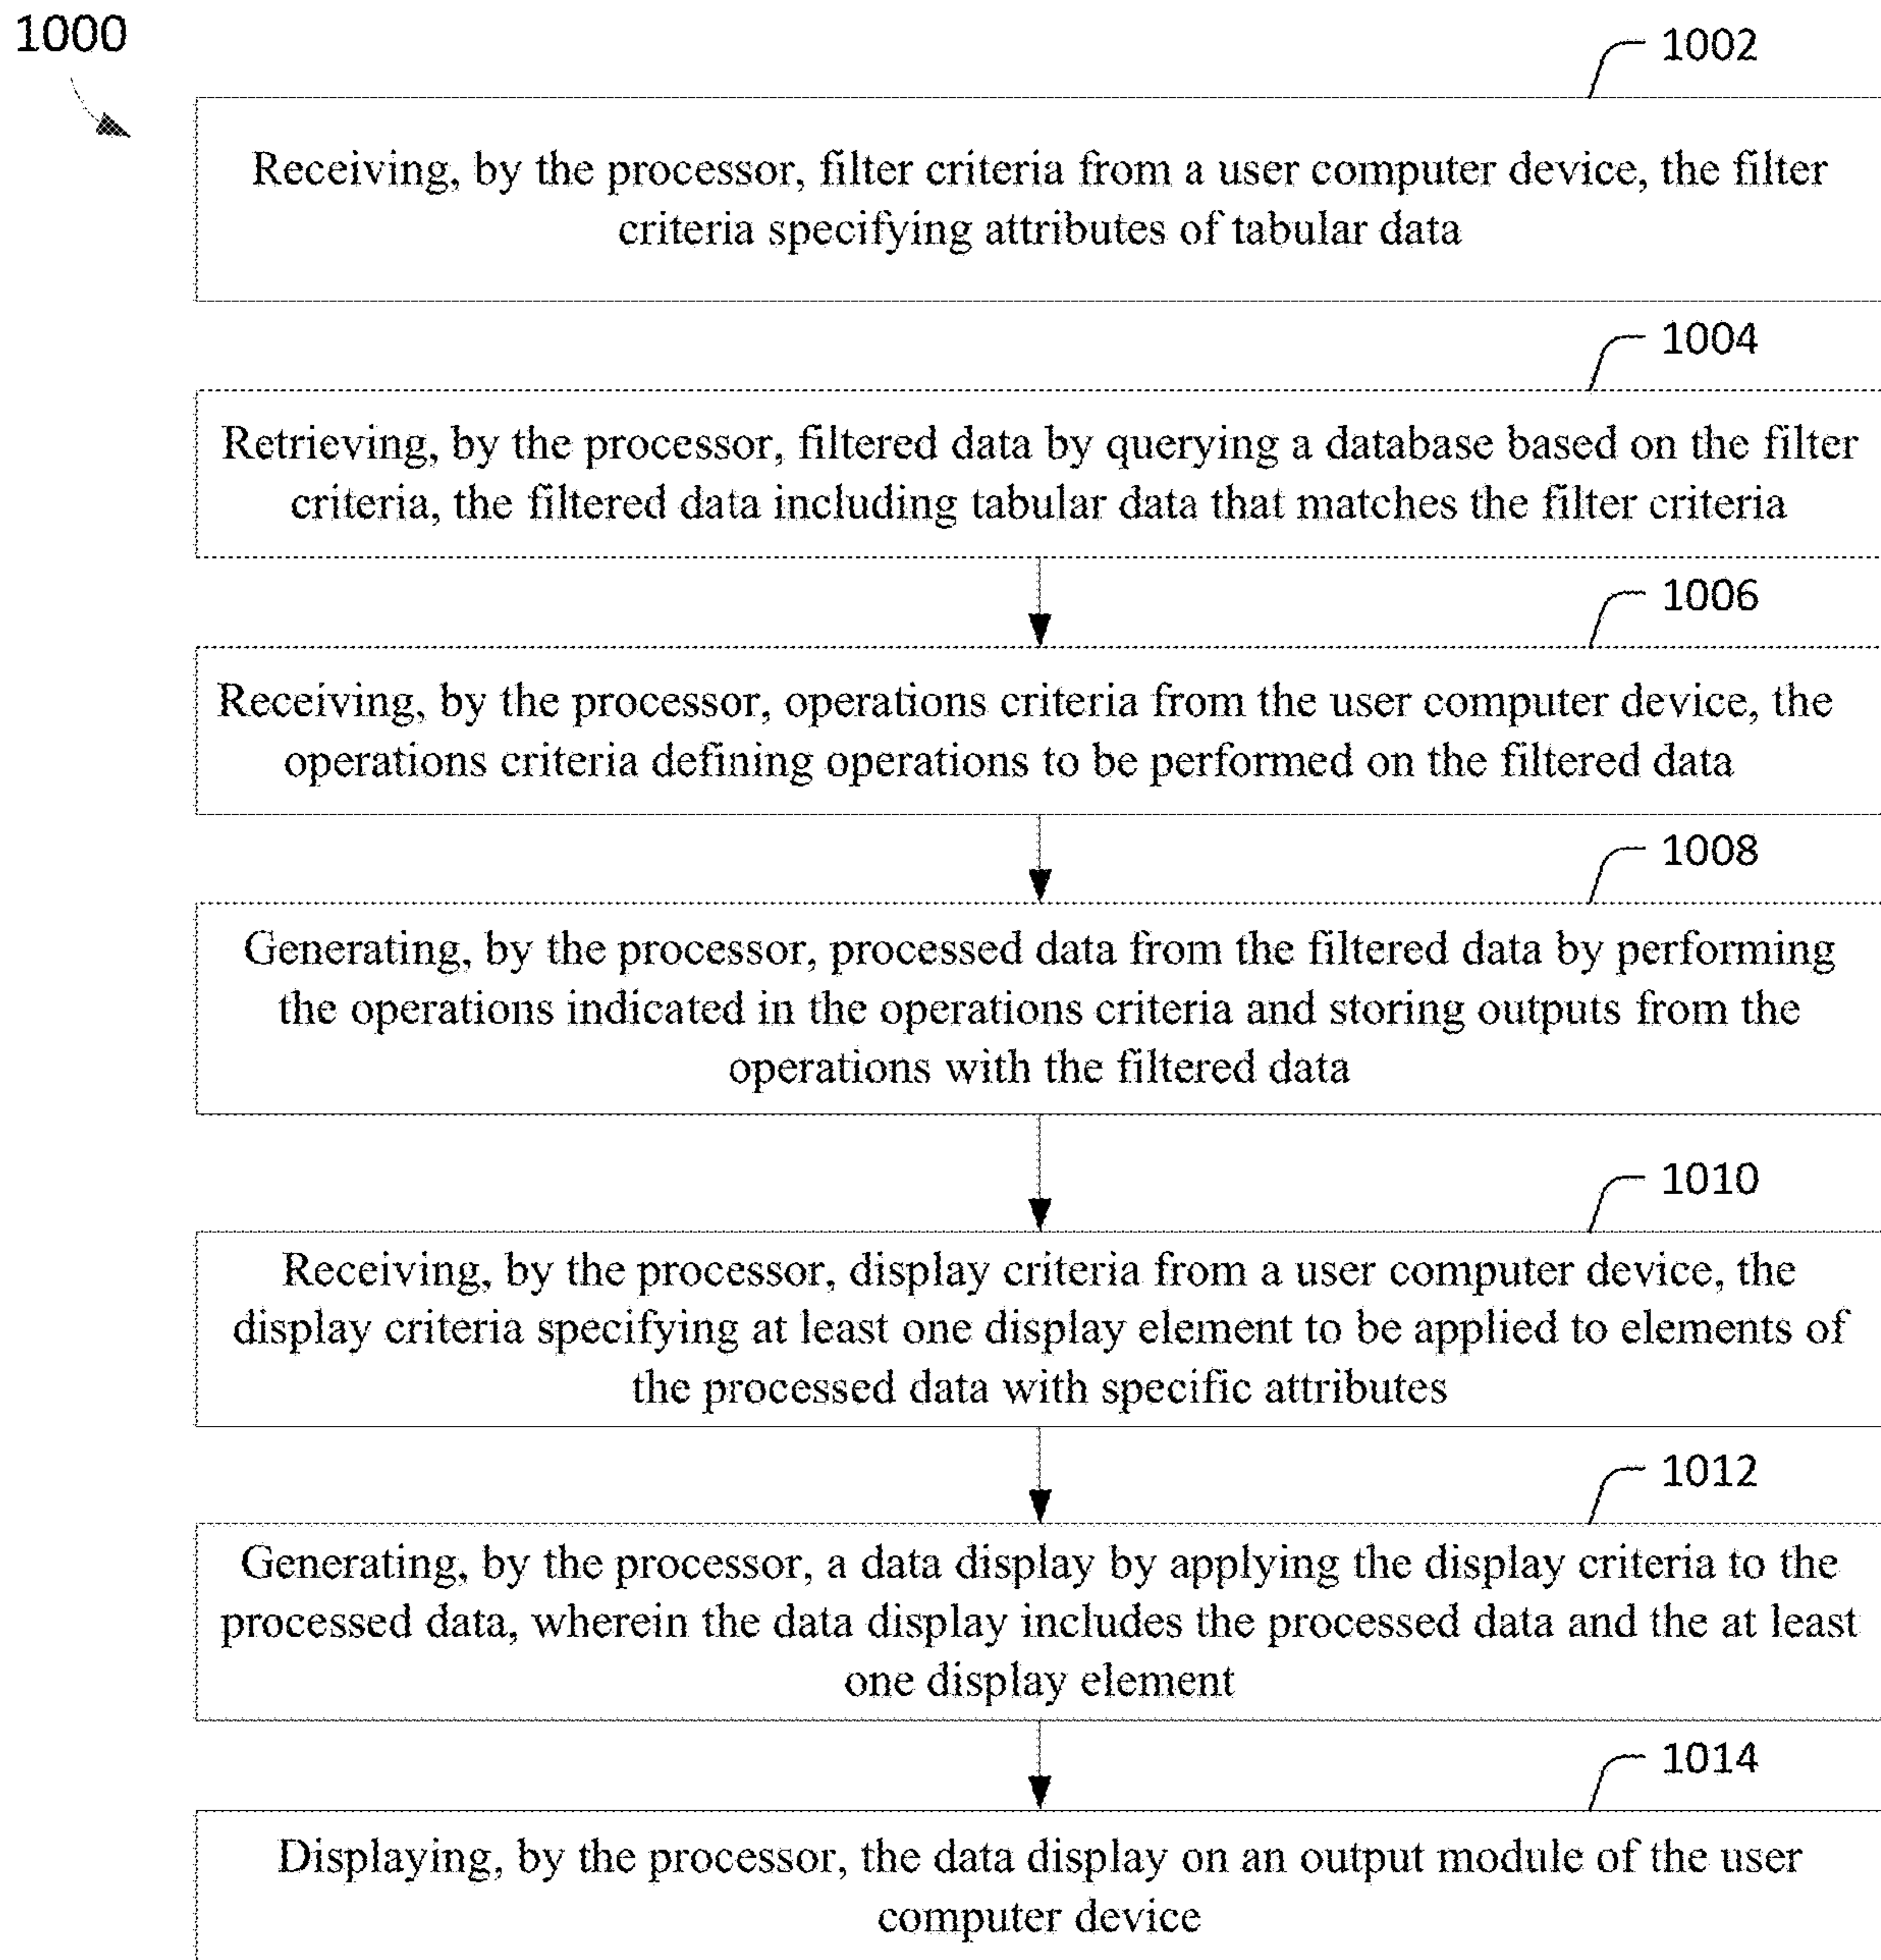 1000
1002
Receiving, by the processor, filter criteria from a user computer device, the filter
criteria specifying attributes of tabular data
1004
Retrieving, by the processor, filtered data by querying a database based on the filter
criteria, the filtered data including tabular data that matches the filter criteria
1006
Receiving, by the processor, operations criteria from the user computer device, the
operations criteria defining operations to be performed on the filtered data
1008
Generating, by the processor, processed data from the filtered data by performing
the operations indicated in the operations criteria and storing outputs from the
operations with the filtered data
1010
Receiving, by the processor, display criteria from a user computer device, the
display criteria specifying at least one display element to be applied to elements of
the processed data with specific attributes
1012
Generating, by the processor, a data display by applying the display criteria to the
processed data, wherein the data display includes the processed data and the at least
one display element
1014
Displaying, by the processor, the data display on an output module of the user
computer device